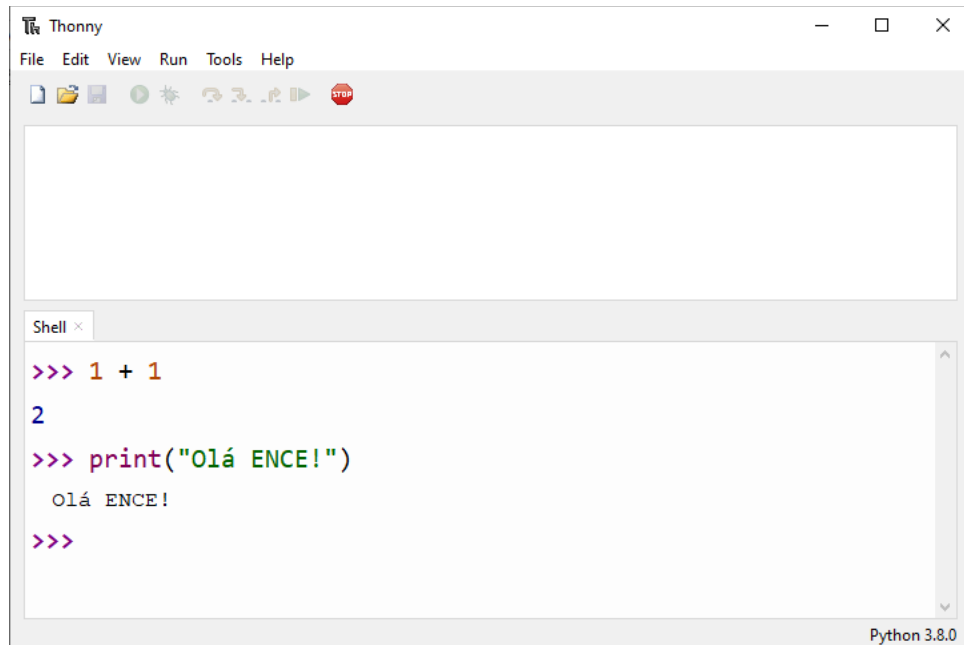 Thonny
File Edit View Run Tools Help
STOP
Shell
>>> 1 + 1
2
>>> print("Olá ENCE!")
Olá ENCE!
>>>
Python 3.8.0